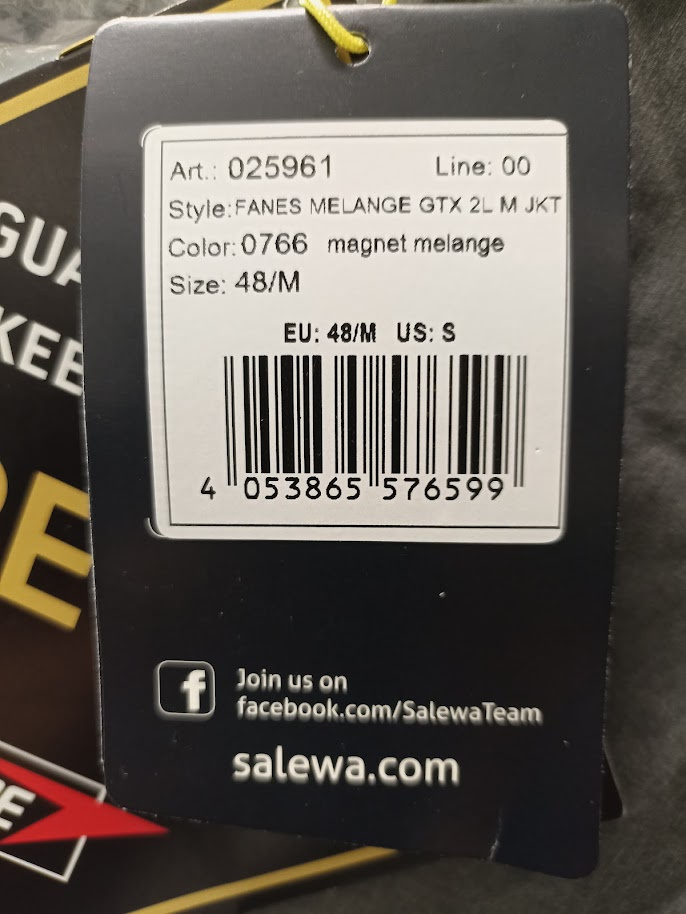 Art.: 025961 Line: 00
Style:FANES MELANGE GTX 2L M JKT
Color: 0766 magnet melange
Size: 48/M
EU: 48/M US: S
4 053865 576599
f
Join us on
facebook.com/SalewaTeam
salewa.com